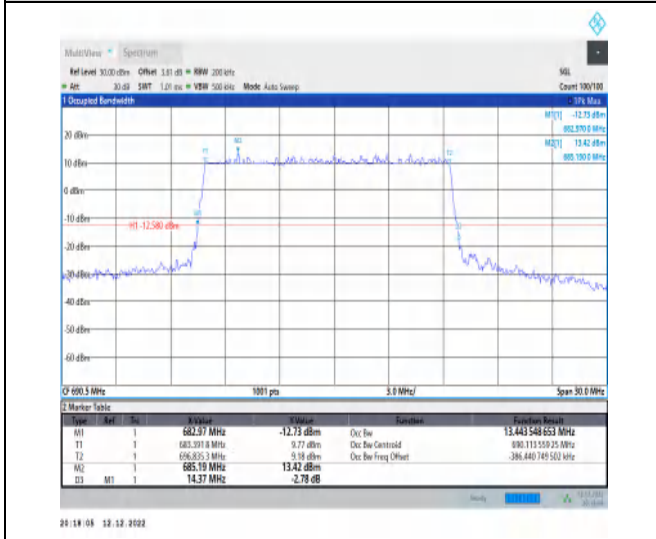 MultiView Spectrum
Ref Level 30.00 dBm Offset 3.81 dB RBW 200 kHz SGL
Att 30 dB SWT 1.01 ms VBW 500 kHz Mode Auto Sweep Count 100/100
1 Occupied Bandwidth 1Pk Max
M1[1] -12.73 dBm
682.9700 MHz
M2[1] 13.42 dBm
685.1900 MHz
20 dBm
M2
T1 T2
10 dBm
0 dBm
-10 dBm
M1
H1 -12.580 dBm
-20 dBm
-30 dBm
-40 dBm
-50 dBm
-60 dBm
CF 690.5 MHz 1001 pts 3.0 MHz/ Span 30.0 MHz
2 Marker Table
Type Ref Trc X-Value Y-Value Function Function Result
M1 1 682.97 MHz -12.73 dBm Occ Bw 13.443 548 653 MHz
T1 1 683.391 8 MHz 9.77 dBm Occ Bw Centroid 690.113 559 25 MHz
T2 1 696.835 3 MHz 9.18 dBm Occ Bw Freq Offset -386.440 749 502 kHz
M2 1 685.19 MHz 13.42 dBm
D3 M1 1 14.37 MHz -2.78 dB
Ready
20:18:05 12.12.2022